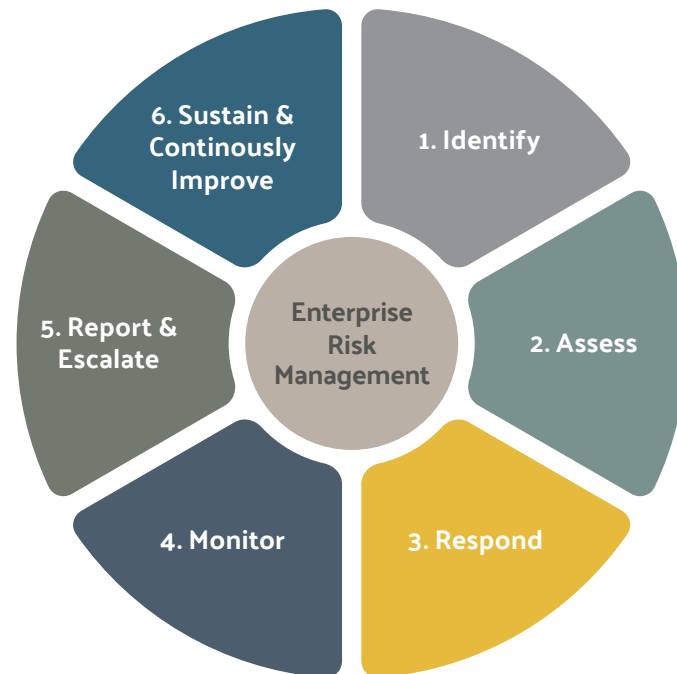 1. Identify
2. Assess
3. Respond
4. Monitor
5. Report &
Escalate
6. Sustain &
Continously
Improve
Enterprise
Risk
Management